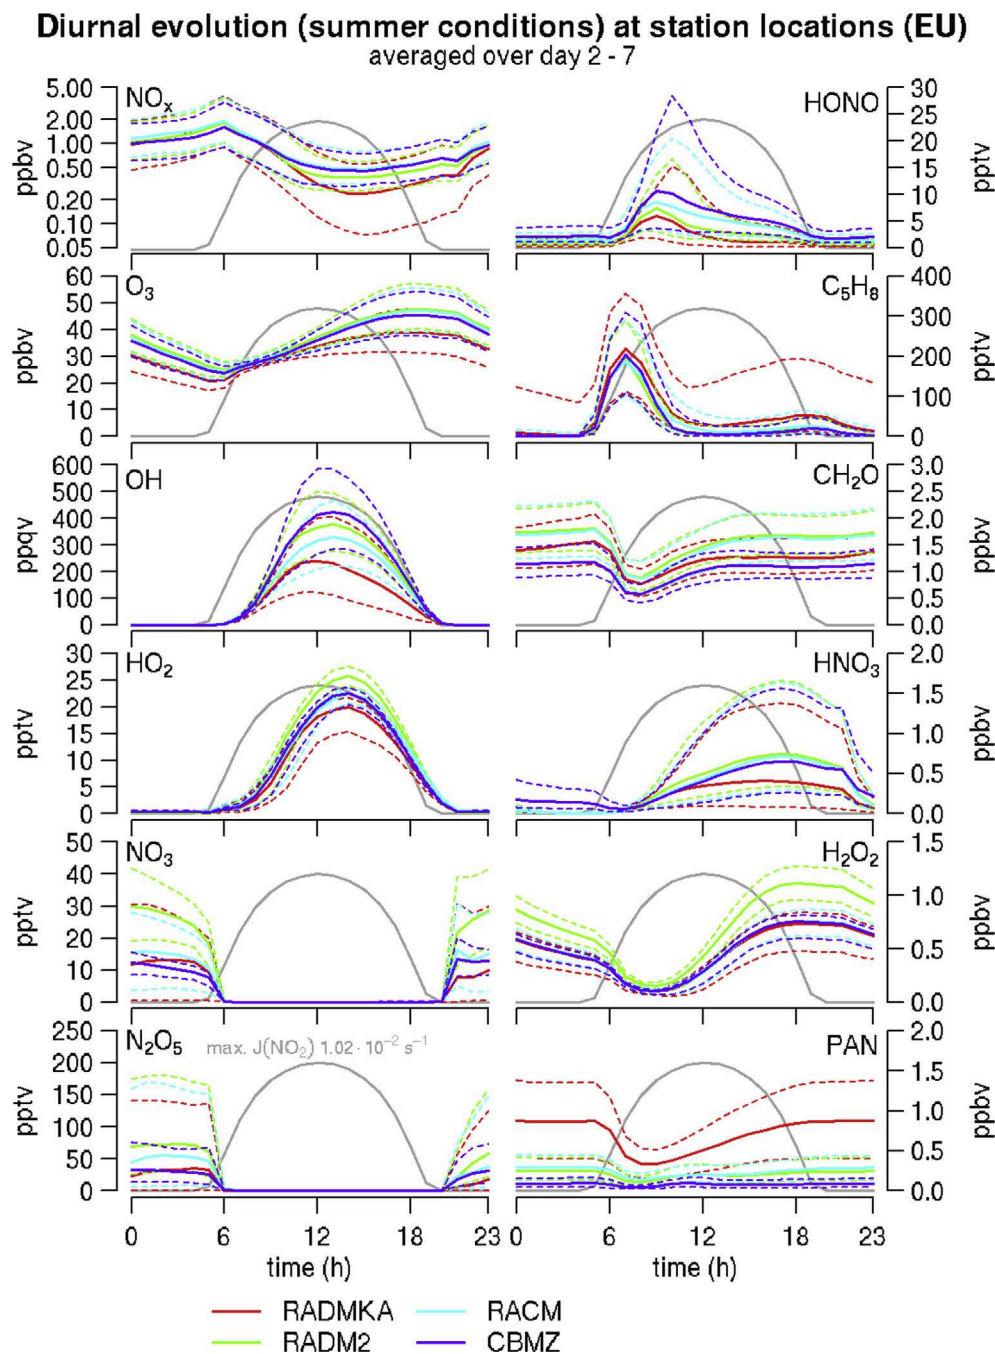 Diurnal evolution (summer conditions) at station locations (EU)
averaged over day 2 - 7
NOₓ
5.00
2.00
1.00
0.50
0.20
0.10
0.05
ppbv
HONO
30
25
20
15
10
5
0
pptv
O₃
60
50
40
30
20
10
0
ppbv
C₅H₈
400
300
200
100
0
pptv
OH
600
500
400
300
200
100
0
ppqv
CH₂O
3.0
2.5
2.0
1.5
1.0
0.5
0.0
ppbv
HO₂
30
25
20
15
10
5
0
pptv
HNO₃
2.0
1.5
1.0
0.5
0.0
ppbv
NO₃
50
40
30
20
10
0
pptv
H₂O₂
1.5
1.0
0.5
0.0
ppbv
N₂O₅
max. J(NO₂) 1.02 · 10⁻² s⁻¹
250
200
150
100
50
0
pptv
PAN
2.0
1.5
1.0
0.5
0.0
ppbv
0 6 12 18 23
time (h)
0 6 12 18 23
time (h)
RADMKA RACM
RADM2 CBMZ